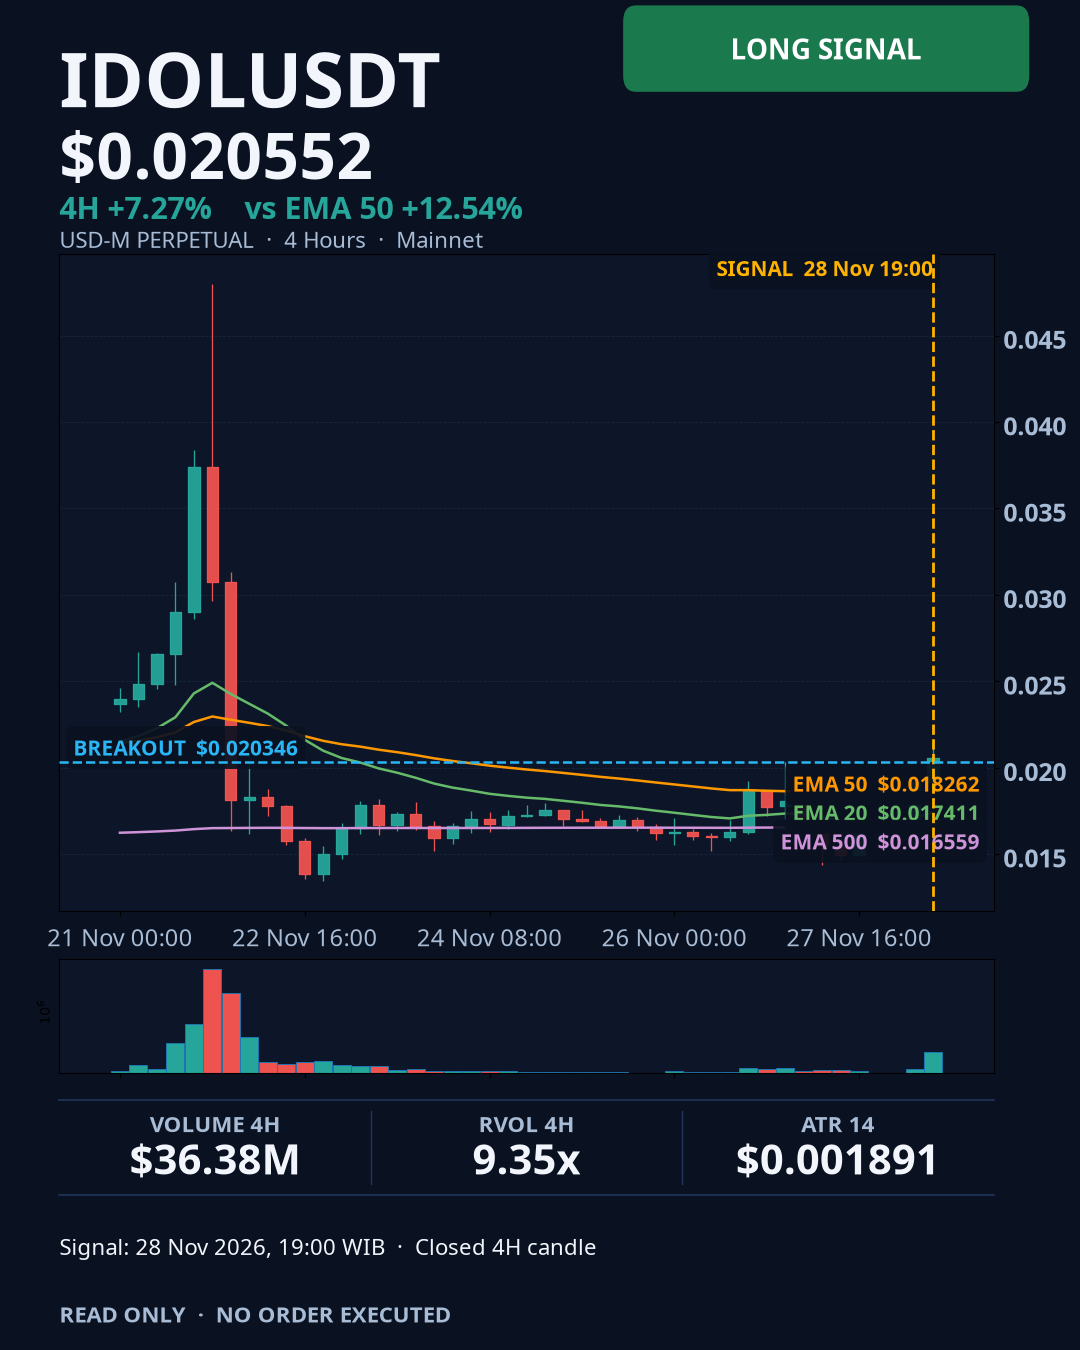 LONG SIGNAL
IDOLUSDT
$0.020552
4H +7.27% vs EMA 50 +12.54%
USD-M PERPETUAL · 4 Hours · Mainnet
SIGNAL 28 Nov 19:00
0.045
0.040
0.035
0.030
0.025
BREAKOUT $0.020346
0.020
EMA 50 $0.018262
EMA 20 $0.017411
EMA 500 $0.016559
0.015
21 Nov 00:00 22 Nov 16:00 24 Nov 08:00 26 Nov 00:00 27 Nov 16:00
10⁶
VOLUME 4H RVOL 4H ATR 14
$36.38M 9.35x $0.001891
Signal: 28 Nov 2026, 19:00 WIB · Closed 4H candle
READ ONLY · NO ORDER EXECUTED